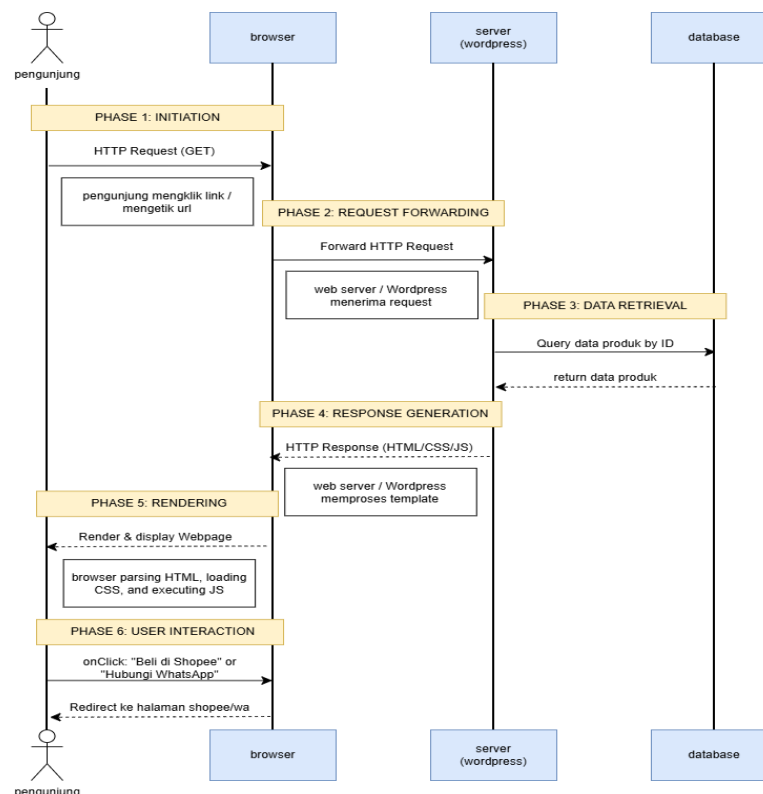 pengunjung
browser
server
(wordpress)
database
PHASE 1: INITIATION
HTTP Request (GET)
pengunjung mengklik link /
mengetik url
PHASE 2: REQUEST FORWARDING
Forward HTTP Request
web server / Wordpress
menerima request
PHASE 3: DATA RETRIEVAL
Query data produk by ID
return data produk
PHASE 4: RESPONSE GENERATION
HTTP Response (HTML/CSS/JS)
web server / Wordpress
memproses template
PHASE 5: RENDERING
Render & display Webpage
browser parsing HTML, loading
CSS, and executing JS
PHASE 6: USER INTERACTION
onClick: "Beli di Shopee" or
"Hubungi WhatsApp"
Redirect ke halaman shopee/wa
pengunjung
browser
server
(wordpress)
database